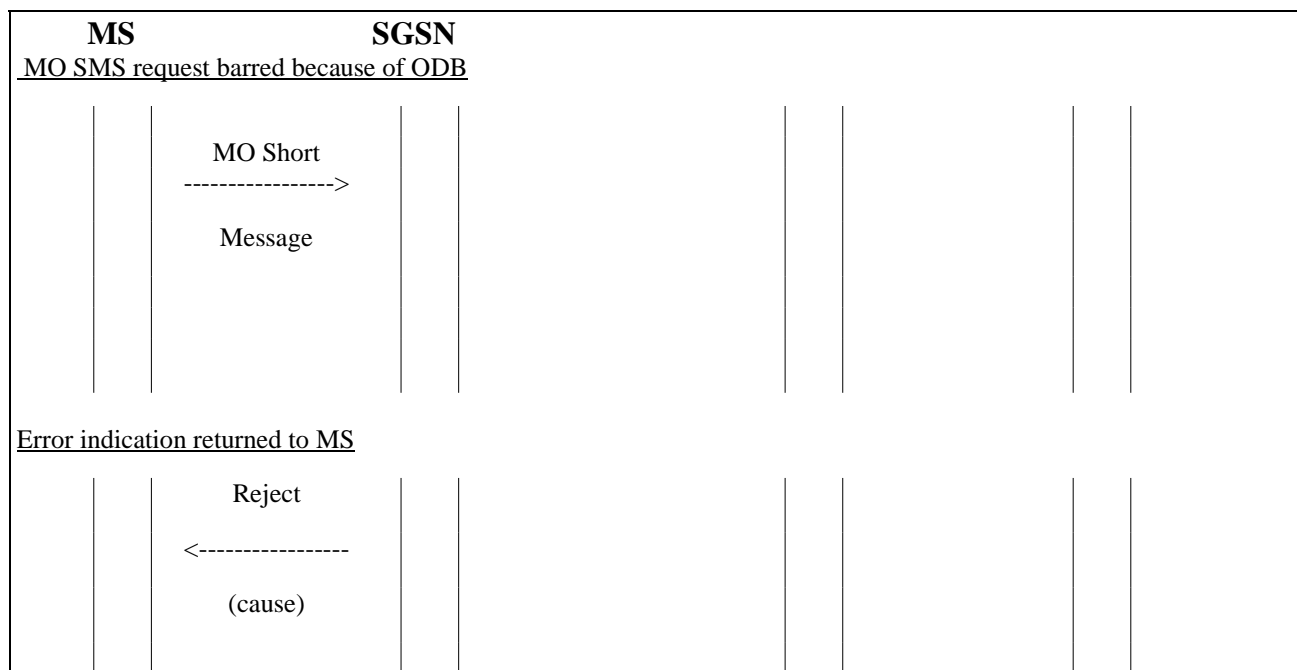 MS SGSN
MO SMS request barred because of ODB
MO Short
----------------->
Message
Error indication returned to MS
Reject
<-----------------
(cause)